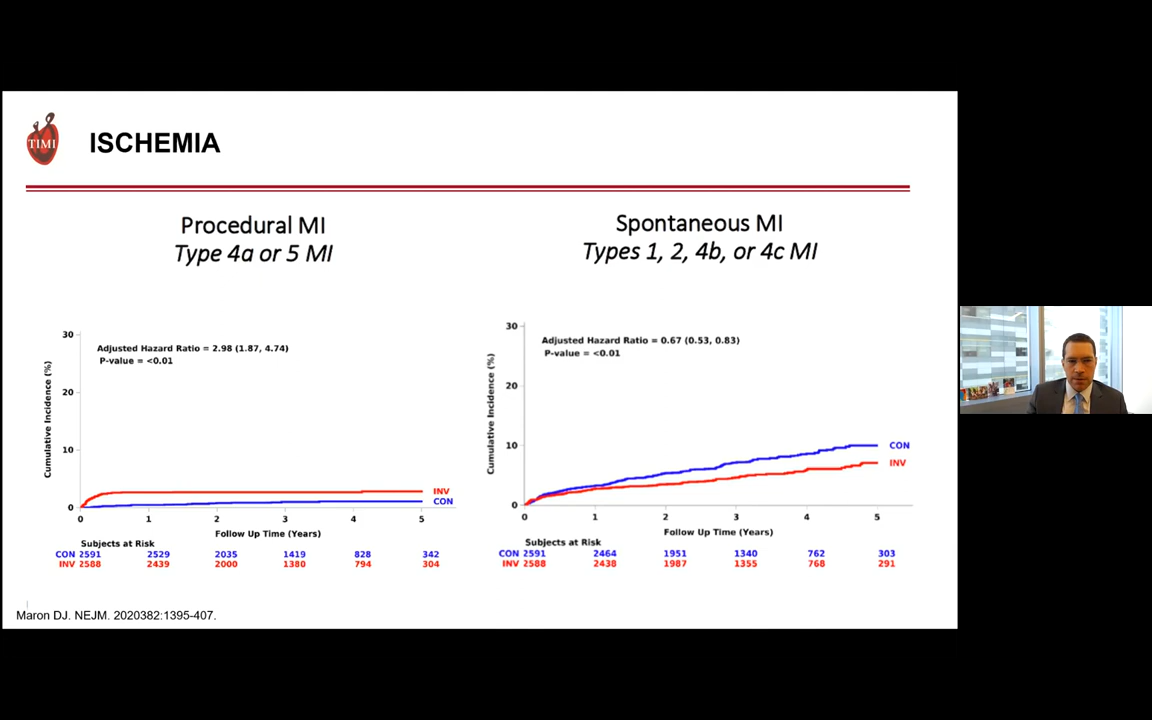 TIMI
ISCHEMIA
Procedural MI
Type 4a or 5 MI
30
20
10
0
Cumulative Incidence (%)
Adjusted Hazard Ratio = 2.98 (1.87, 4.74)
P-value = <0.01
INV
CON
0 1 2 3 4 5
Follow Up Time (Years)
Subjects at Risk
CON 2591 2529 2035 1419 828 342
INV 2588 2439 2000 1380 794 304
Spontaneous MI
Types 1, 2, 4b, or 4c MI
30
20
10
0
Cumulative Incidence (%)
Adjusted Hazard Ratio = 0.67 (0.53, 0.83)
P-value = <0.01
CON
INV
0 1 2 3 4 5
Follow Up Time (Years)
Subjects at Risk
CON 2591 2464 1951 1340 762 303
INV 2588 2438 1987 1355 768 291
Maron DJ. NEJM. 2020382:1395-407.